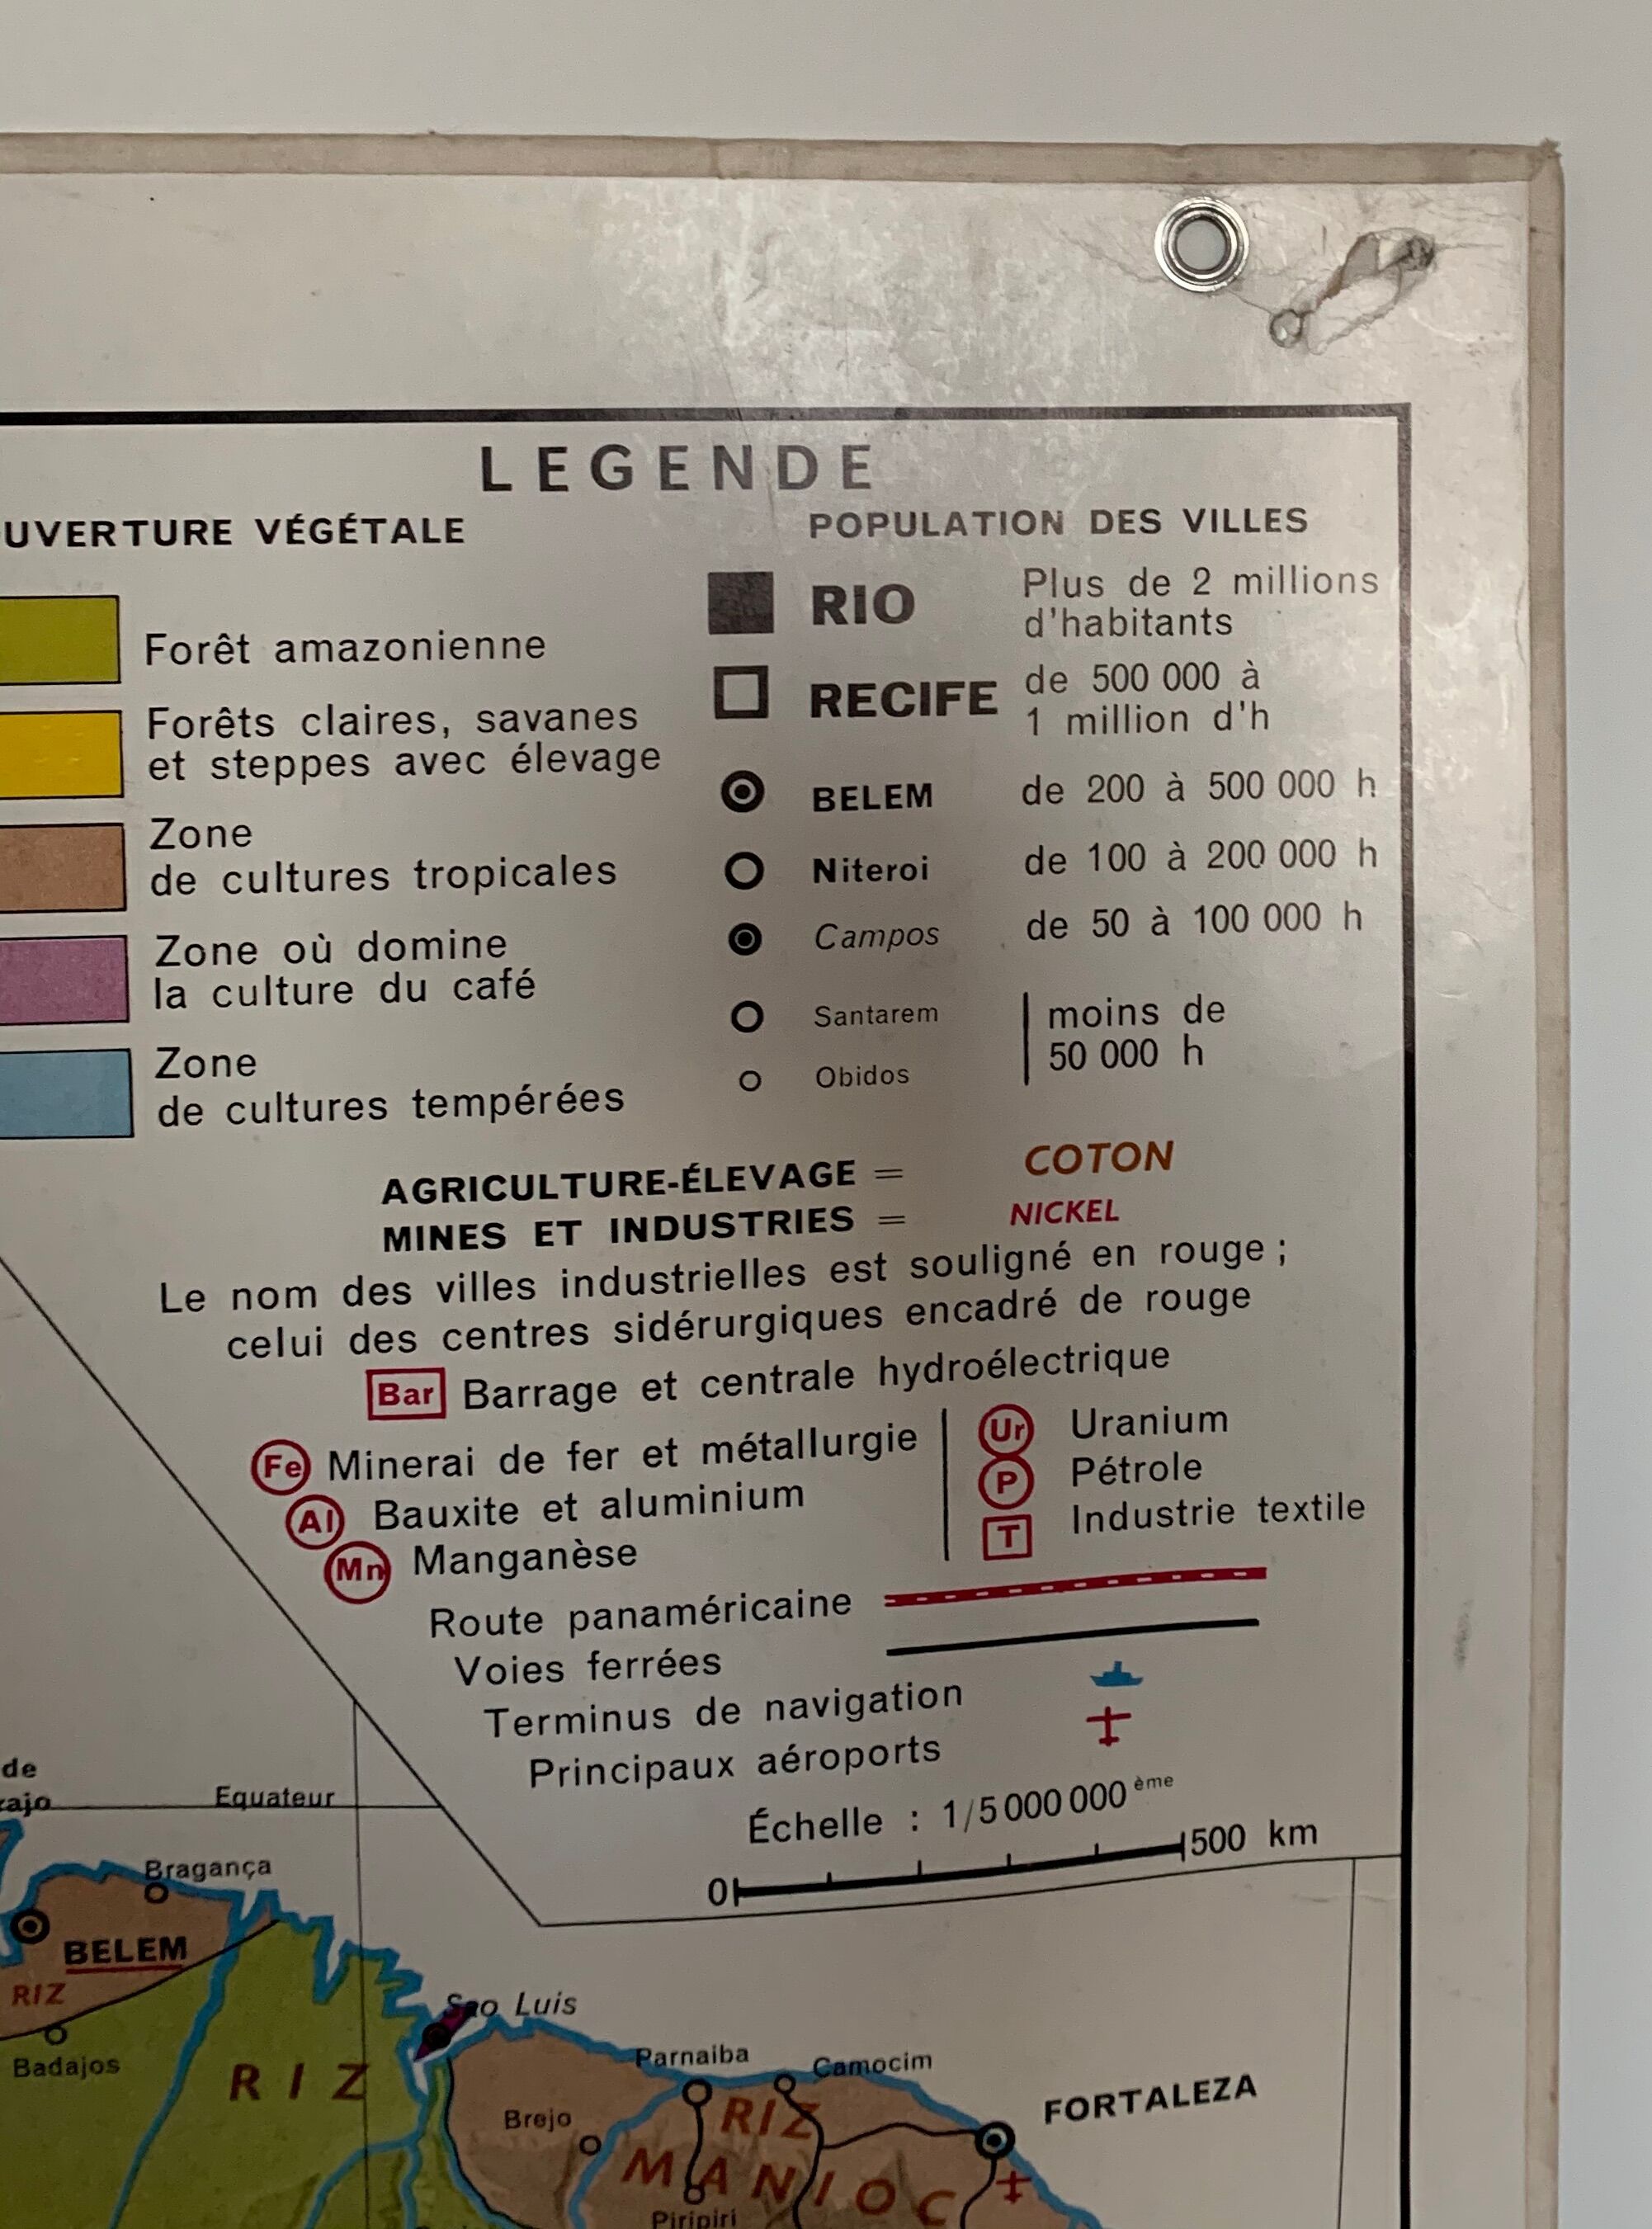 LEGENDE
UVERTURE VÉGÉTALE
Forêt amazonienne
Forêts claires, savanes
et steppes avec élevage
Zone
de cultures tropicales
Zone où domine
la culture du café
Zone
de cultures tempérées
POPULATION DES VILLES
RIO Plus de 2 millions
d'habitants
RECIFE de 500 000 à
1 million d'h
BELEM de 200 à 500 000 h
Niteroi de 100 à 200 000 h
Campos de 50 à 100 000 h
Santarem moins de
Obidos 50 000 h
AGRICULTURE-ÉLEVAGE = COTON
MINES ET INDUSTRIES = NICKEL
Le nom des villes industrielles est souligné en rouge ;
celui des centres sidérurgiques encadré de rouge
Bar Barrage et centrale hydroélectrique
Fe Minerai de fer et métallurgie
Al Bauxite et aluminium
Mn Manganèse
Ur Uranium
P Pétrole
T Industrie textile
Route panaméricaine
Voies ferrées
Terminus de navigation
Principaux aéroports
Échelle : 1/5 000 000 ème
0 500 km
de
rajo
Equateur
Bragança
BELEM
RIZ
Badajos
RIZ
Sao Luis
Parnaiba
Camocim
FORTALEZA
Brejo
RIZ
MANIOC
Piripiri